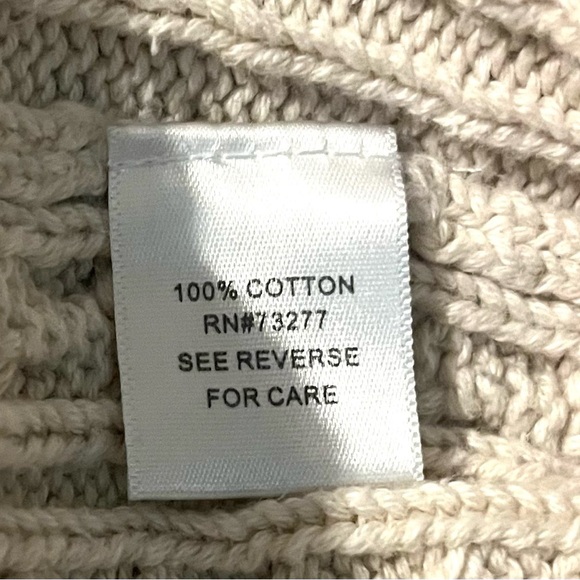 100% COTTON
RN#73277
SEE REVERSE
FOR CARE